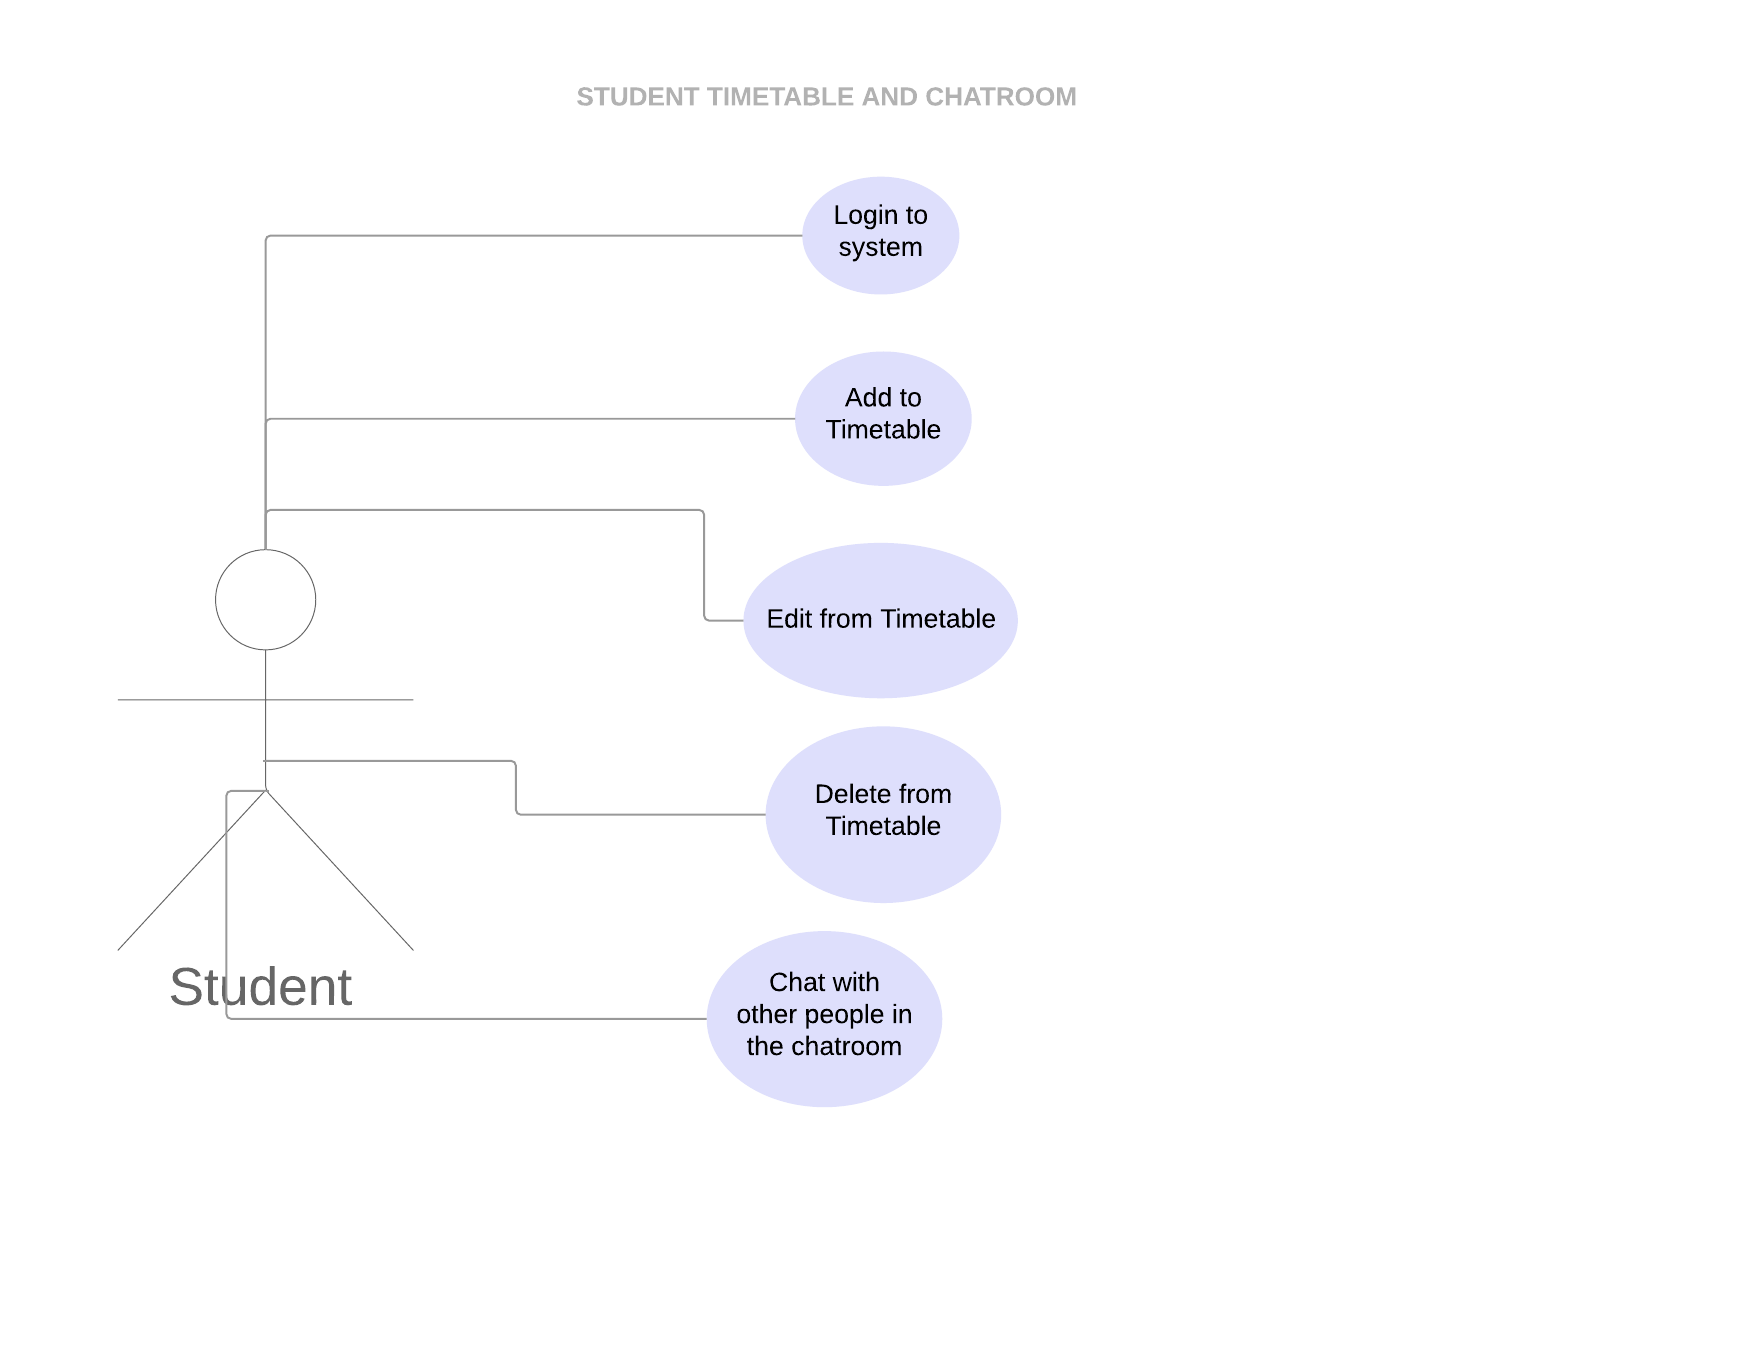 STUDENT TIMETABLE AND CHATROOM
Login to
system
Add to
Timetable
Edit from Timetable
Delete from
Timetable
Student
Chat with
other people in
the chatroom